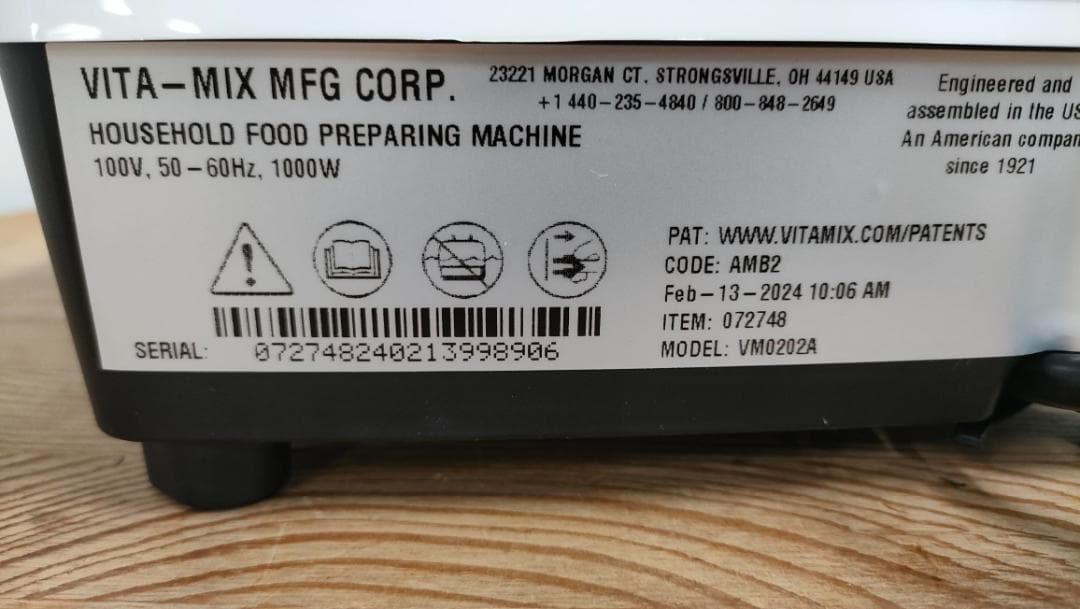 VITA-MIX MFG CORP.
23221 MORGAN CT. STRONGSVILLE, OH 44149 USA
+1 440-235-4840 / 800-848-2649
HOUSEHOLD FOOD PREPARING MACHINE
100V, 50-60Hz, 1000W
Engineered and
assembled in the US
An American compan
since 1921
PAT: WWW.VITAMIX.COM/PATENTS
CODE: AMB2
Feb-13-2024 10:06 AM
ITEM: 072748
MODEL: VM0202A
SERIAL: 072748240213998906